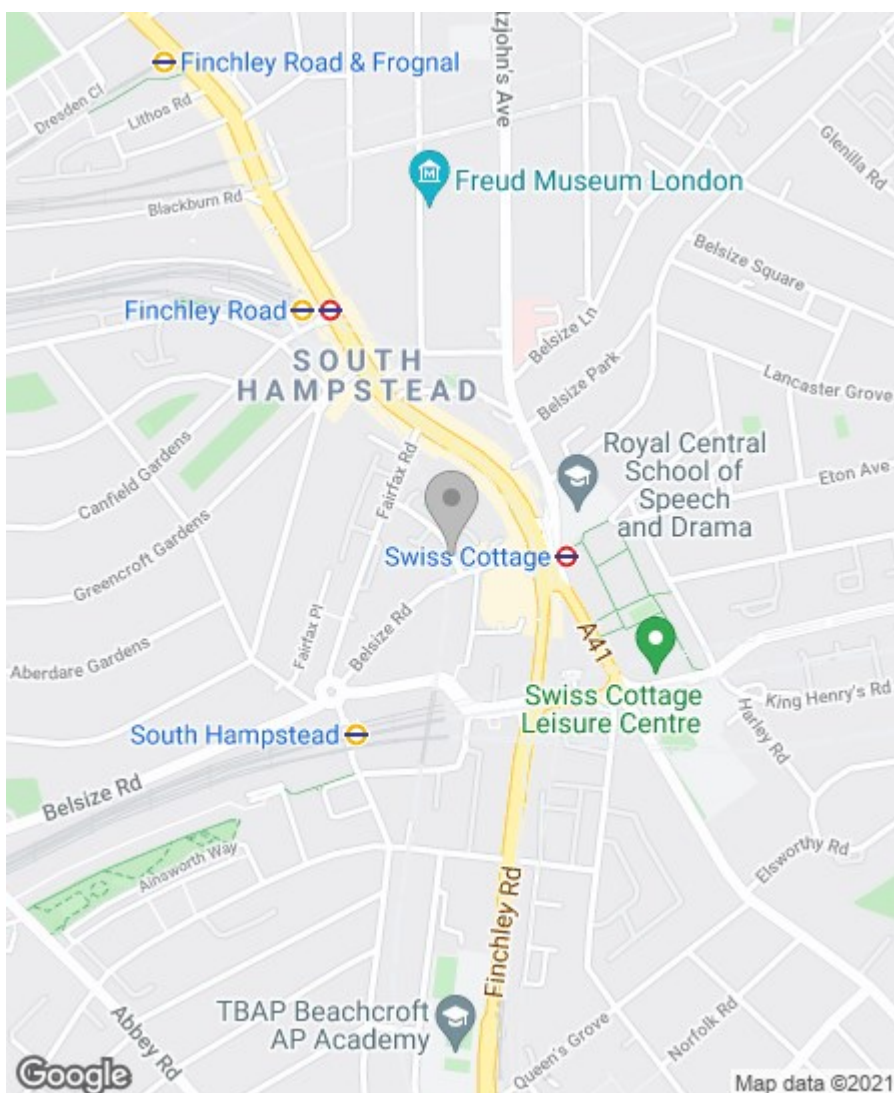 Finchley Road & Frognal
Dresden Cl
Lithos Rd
zjohn's Ave
Glenilla Rd
Freud Museum London
Blackburn Rd
Belsize Square
Finchley Road
Belsize Ln
SOUTH
HAMPSTEAD
Belsize Park
Lancaster Grove
Canfield Gardens
Fairfax Rd
Royal Central
School of
Speech
and Drama
Eton Ave
Greencroft Gardens
Swiss Cottage
Fairfax Pl
Belsize Rd
A41
Aberdare Gardens
Swiss Cottage
Leisure Centre
King Henry's Rd
Harley Rd
South Hampstead
Belsize Rd
Ainsworth Way
Elsworthy Rd
Finchley Rd
Abbey Rd
TBAP Beachcroft
AP Academy
Queen's Grove
Norfolk Rd
Google
Map data ©2021